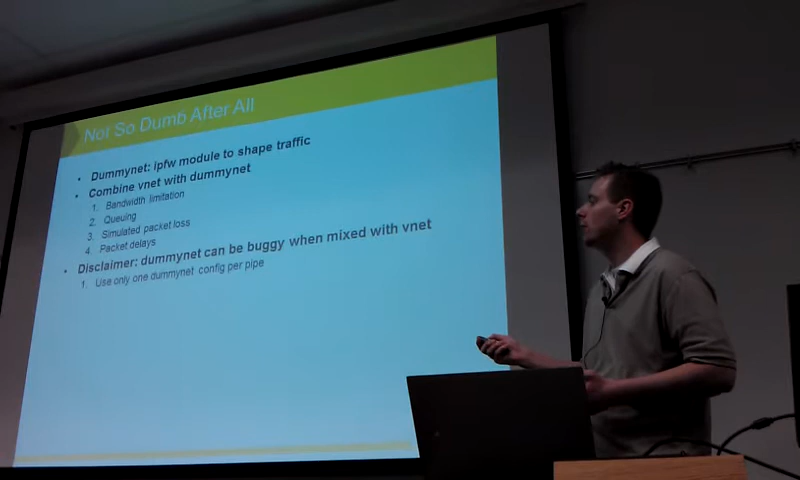 Not So Dumb After All
• Dummynet: ipfw module to shape traffic
• Combine vnet with dummynet
1. Bandwidth limitation
2. Queuing
3. Simulated packet loss
4. Packet delays
• Disclaimer: dummynet can be buggy when mixed with vnet
1. Use only one dummynet config per pipe